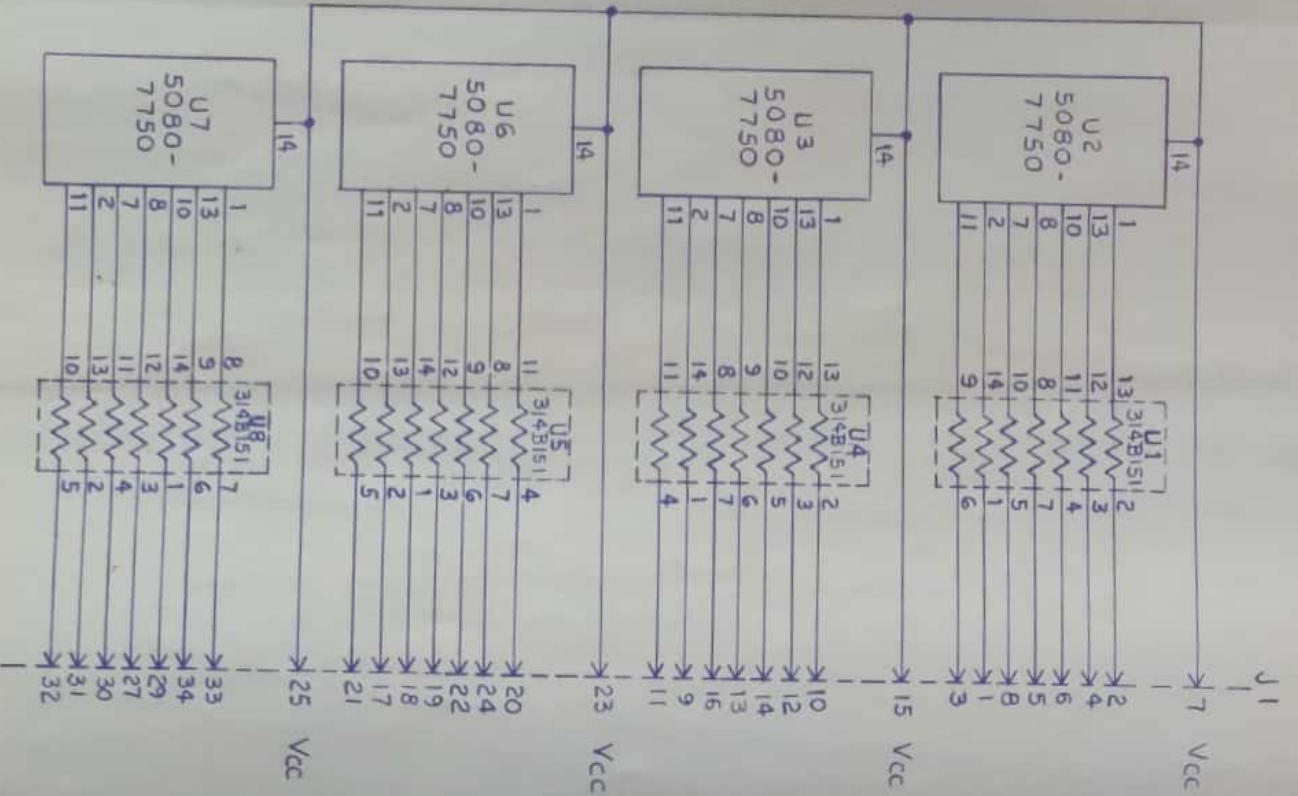 J1
7 Vcc
14
U2
5080-
7750
U1
314B151
1 13 2 2
13 12 3 4
10 11 4 6
8 8 7 5
7 10 5 8
2 14 1 1
11 9 6 3
15 Vcc
14
U3
5080-
7750
U4
314B151
1 13 2 10
13 12 3 12
10 10 5 14
8 9 6 13
7 8 7 16
2 14 1 9
11 11 4 11
23 Vcc
14
U6
5080-
7750
U5
314B151
1 11 4 20
13 8 7 24
10 9 6 22
8 12 3 19
7 14 1 18
2 13 2 17
11 10 5 21
25 Vcc
14
U7
5080-
7750
U8
314B151
1 8 7 33
13 9 6 34
10 14 1 29
8 12 3 27
7 11 4 30
2 13 2 31
11 10 5 32